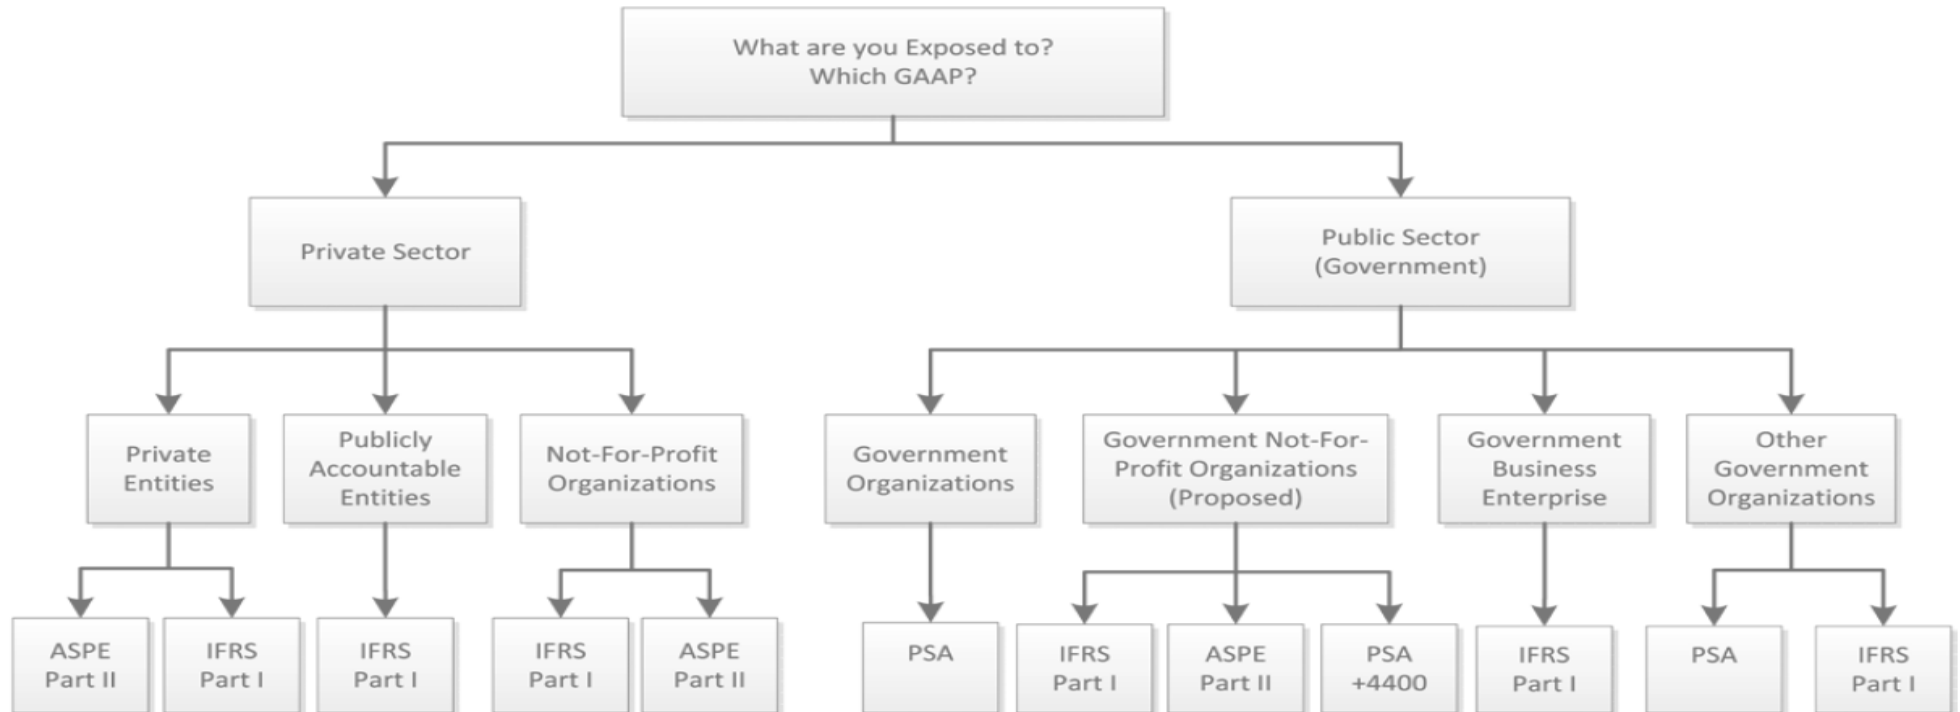 What are you Exposed to?
Which GAAP?
Private Sector
Public Sector
(Government)
Private
Entities
Publicly
Accountable
Entities
Not-For-Profit
Organizations
Government
Organizations
Government Not-For-
Profit Organizations
(Proposed)
Government
Business
Enterprise
Other
Government
Organizations
ASPE
Part II
IFRS
Part I
IFRS
Part I
IFRS
Part I
ASPE
Part II
PSA
IFRS
Part I
ASPE
Part II
PSA
+4400
IFRS
Part I
PSA
IFRS
Part I